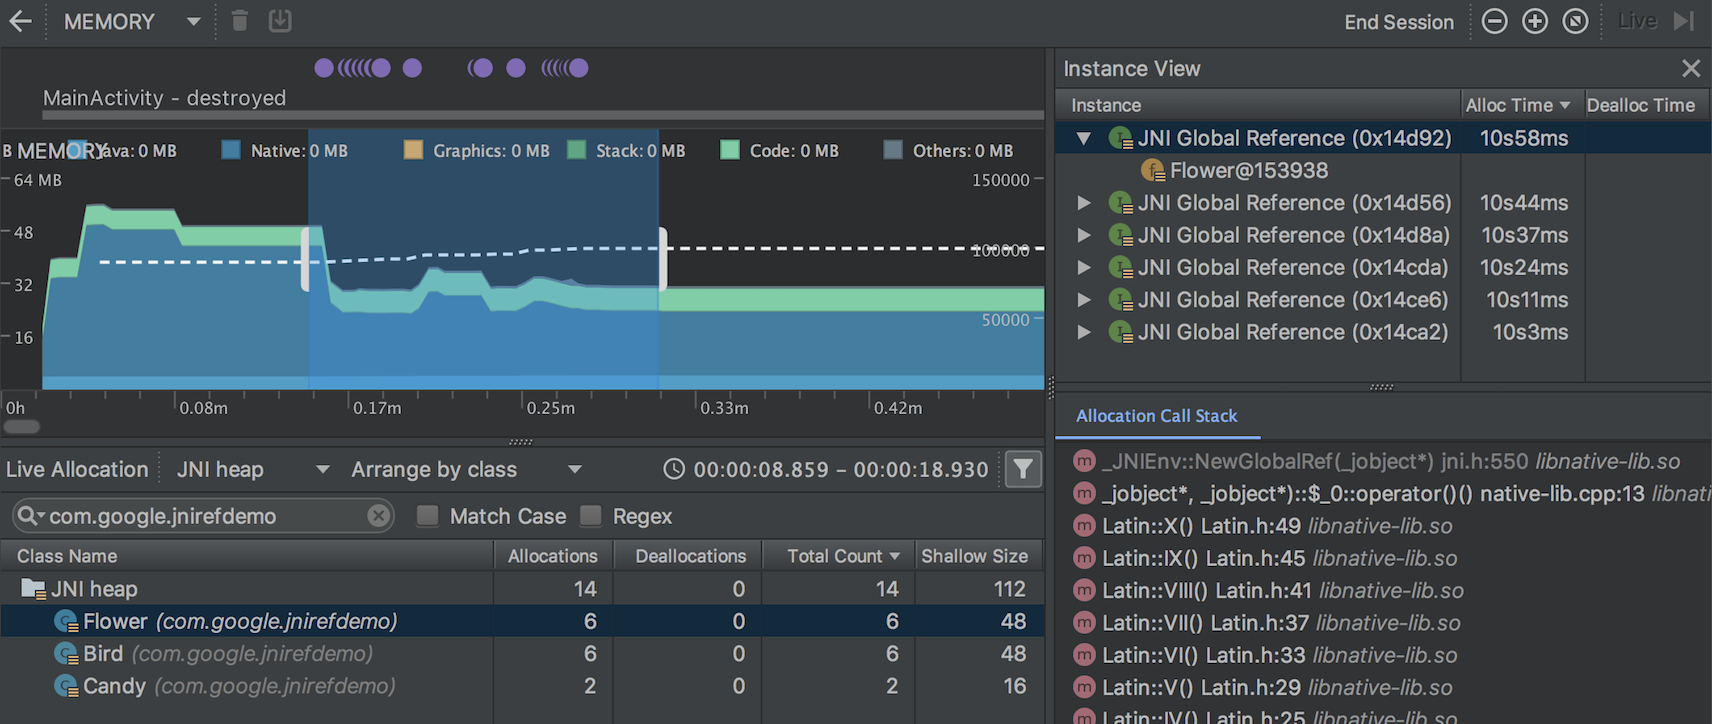 MEMORY End Session Live
MainActivity - destroyed
B MEMORY Java: 0 MB Native: 0 MB Graphics: 0 MB Stack: 0 MB Code: 0 MB Others: 0 MB
64 MB 150000
48
100000
32
50000
16
0h 0.08m 0.17m 0.25m 0.33m 0.42m
Live Allocation JNI heap Arrange by class 00:00:08.859 - 00:00:18.930
com.google.jnirefdemo Match Case Regex
Class Name Allocations Deallocations Total Count Shallow Size
JNI heap 14 0 14 112
Flower (com.google.jnirefdemo) 6 0 6 48
Bird (com.google.jnirefdemo) 6 0 6 48
Candy (com.google.jnirefdemo) 2 0 2 16
Instance View
Instance Alloc Time Dealloc Time
JNI Global Reference (0x14d92) 10s58ms
Flower@153938
JNI Global Reference (0x14d56) 10s44ms
JNI Global Reference (0x14d8a) 10s37ms
JNI Global Reference (0x14cda) 10s24ms
JNI Global Reference (0x14ce6) 10s11ms
JNI Global Reference (0x14ca2) 10s3ms
Allocation Call Stack
_JNIEnv::NewGlobalRef(_jobject*) jni.h:550 libnative-lib.so
_jobject*, _jobject*)::$_0::operator()() native-lib.cpp:13 libnati
Latin::X() Latin.h:49 libnative-lib.so
Latin::IX() Latin.h:45 libnative-lib.so
Latin::VIII() Latin.h:41 libnative-lib.so
Latin::VII() Latin.h:37 libnative-lib.so
Latin::VI() Latin.h:33 libnative-lib.so
Latin::V() Latin.h:29 libnative-lib.so
Latin::IV() Latin.h:25 libnative-lib.so